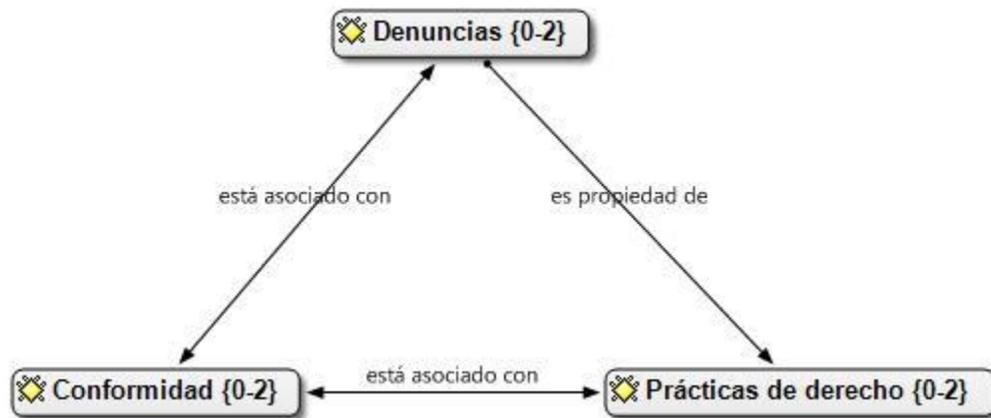 Denuncias {0-2}
está asociado con
es propiedad de
está asociado con
Conformidad {0-2}
Prácticas de derecho {0-2}